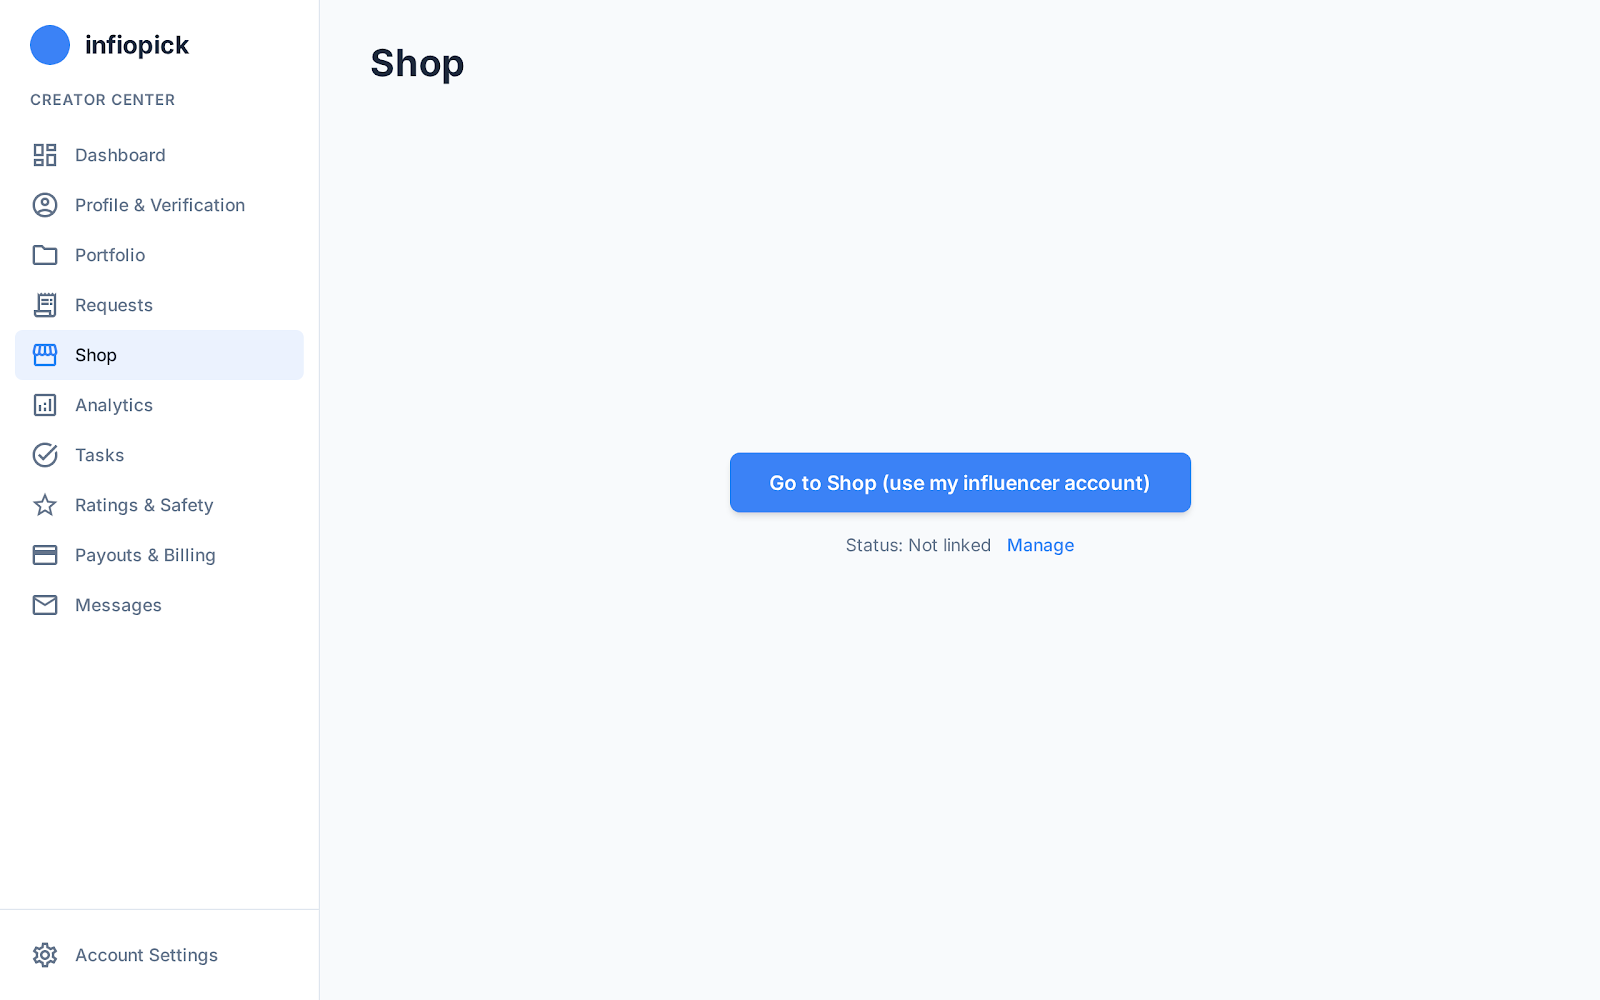 infiopick
CREATOR CENTER
Dashboard
Profile & Verification
Portfolio
Requests
Shop
Analytics
Tasks
Ratings & Safety
Payouts & Billing
Messages
Account Settings
Shop
Go to Shop (use my influencer account)
Status: Not linked Manage